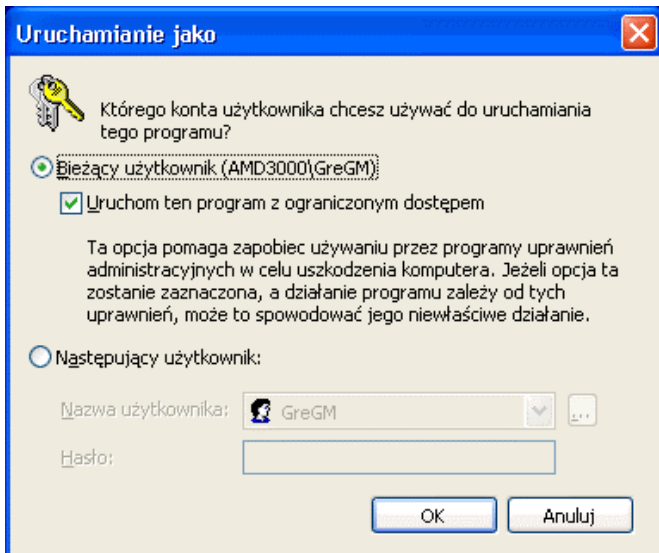 Uruchamianie jako
Którego konta użytkownika chcesz używać do uruchamiania
tego programu?
Bieżący użytkownik (AMD3000\GreGM)
Uruchom ten program z ograniczonym dostępem
Ta opcja pomaga zapobiec używaniu przez programy uprawnień
administracyjnych w celu uszkodzenia komputera. Jeżeli opcja ta
zostanie zaznaczona, a działanie programu zależy od tych
uprawnień, może to spowodować jego niewłaściwe działanie.
Następujący użytkownik:
Nazwa użytkownika: GreGM ...
Hasło:
OK Anuluj